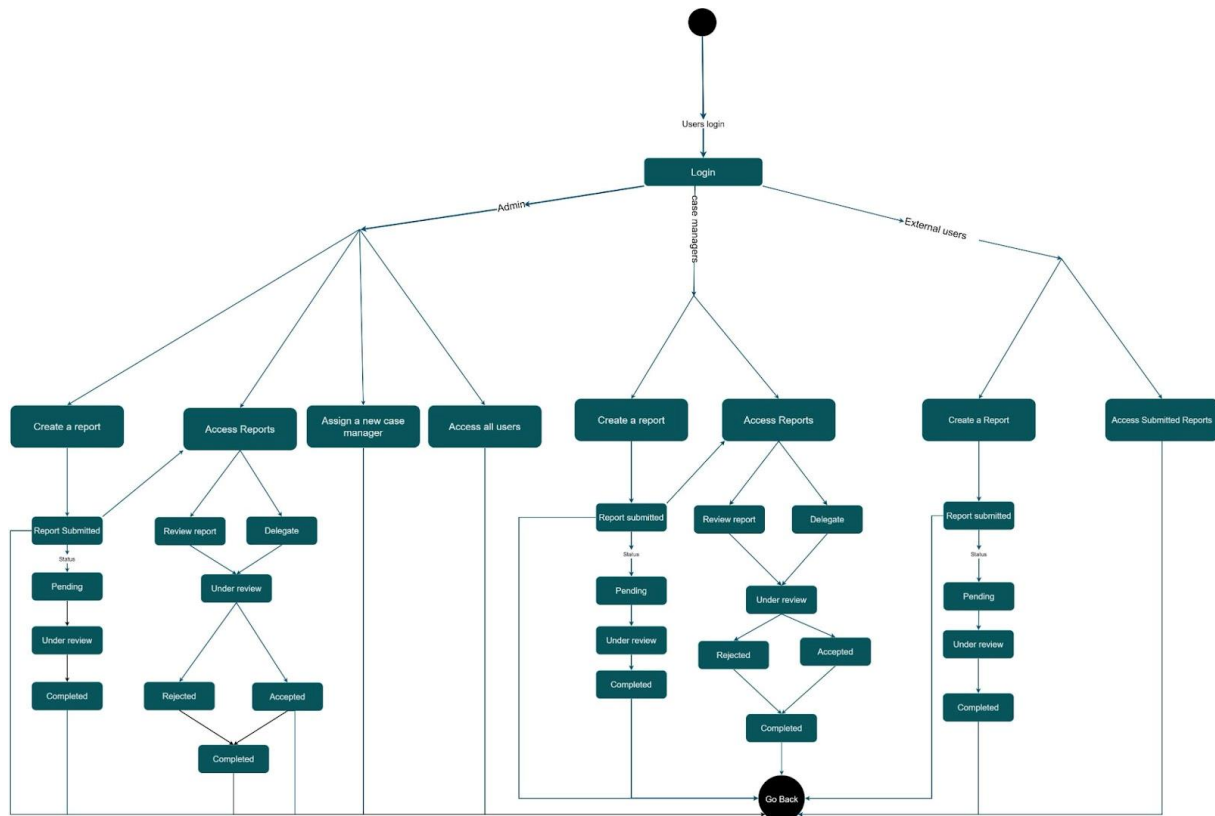 Users login
Login
Admin
case managers
External users
Create a report
Access Reports
Assign a new case
manager
Access all users
Create a report
Access Reports
Create a Report
Access Submitted Reports
Report Submitted
Review report
Delegate
Report submitted
Review report
Delegate
Report submitted
Status
Status
Status
Pending
Under review
Pending
Under review
Pending
Under review
Under review
Rejected
Accepted
Under review
Completed
Rejected
Accepted
Completed
Completed
Completed
Completed
Go Back